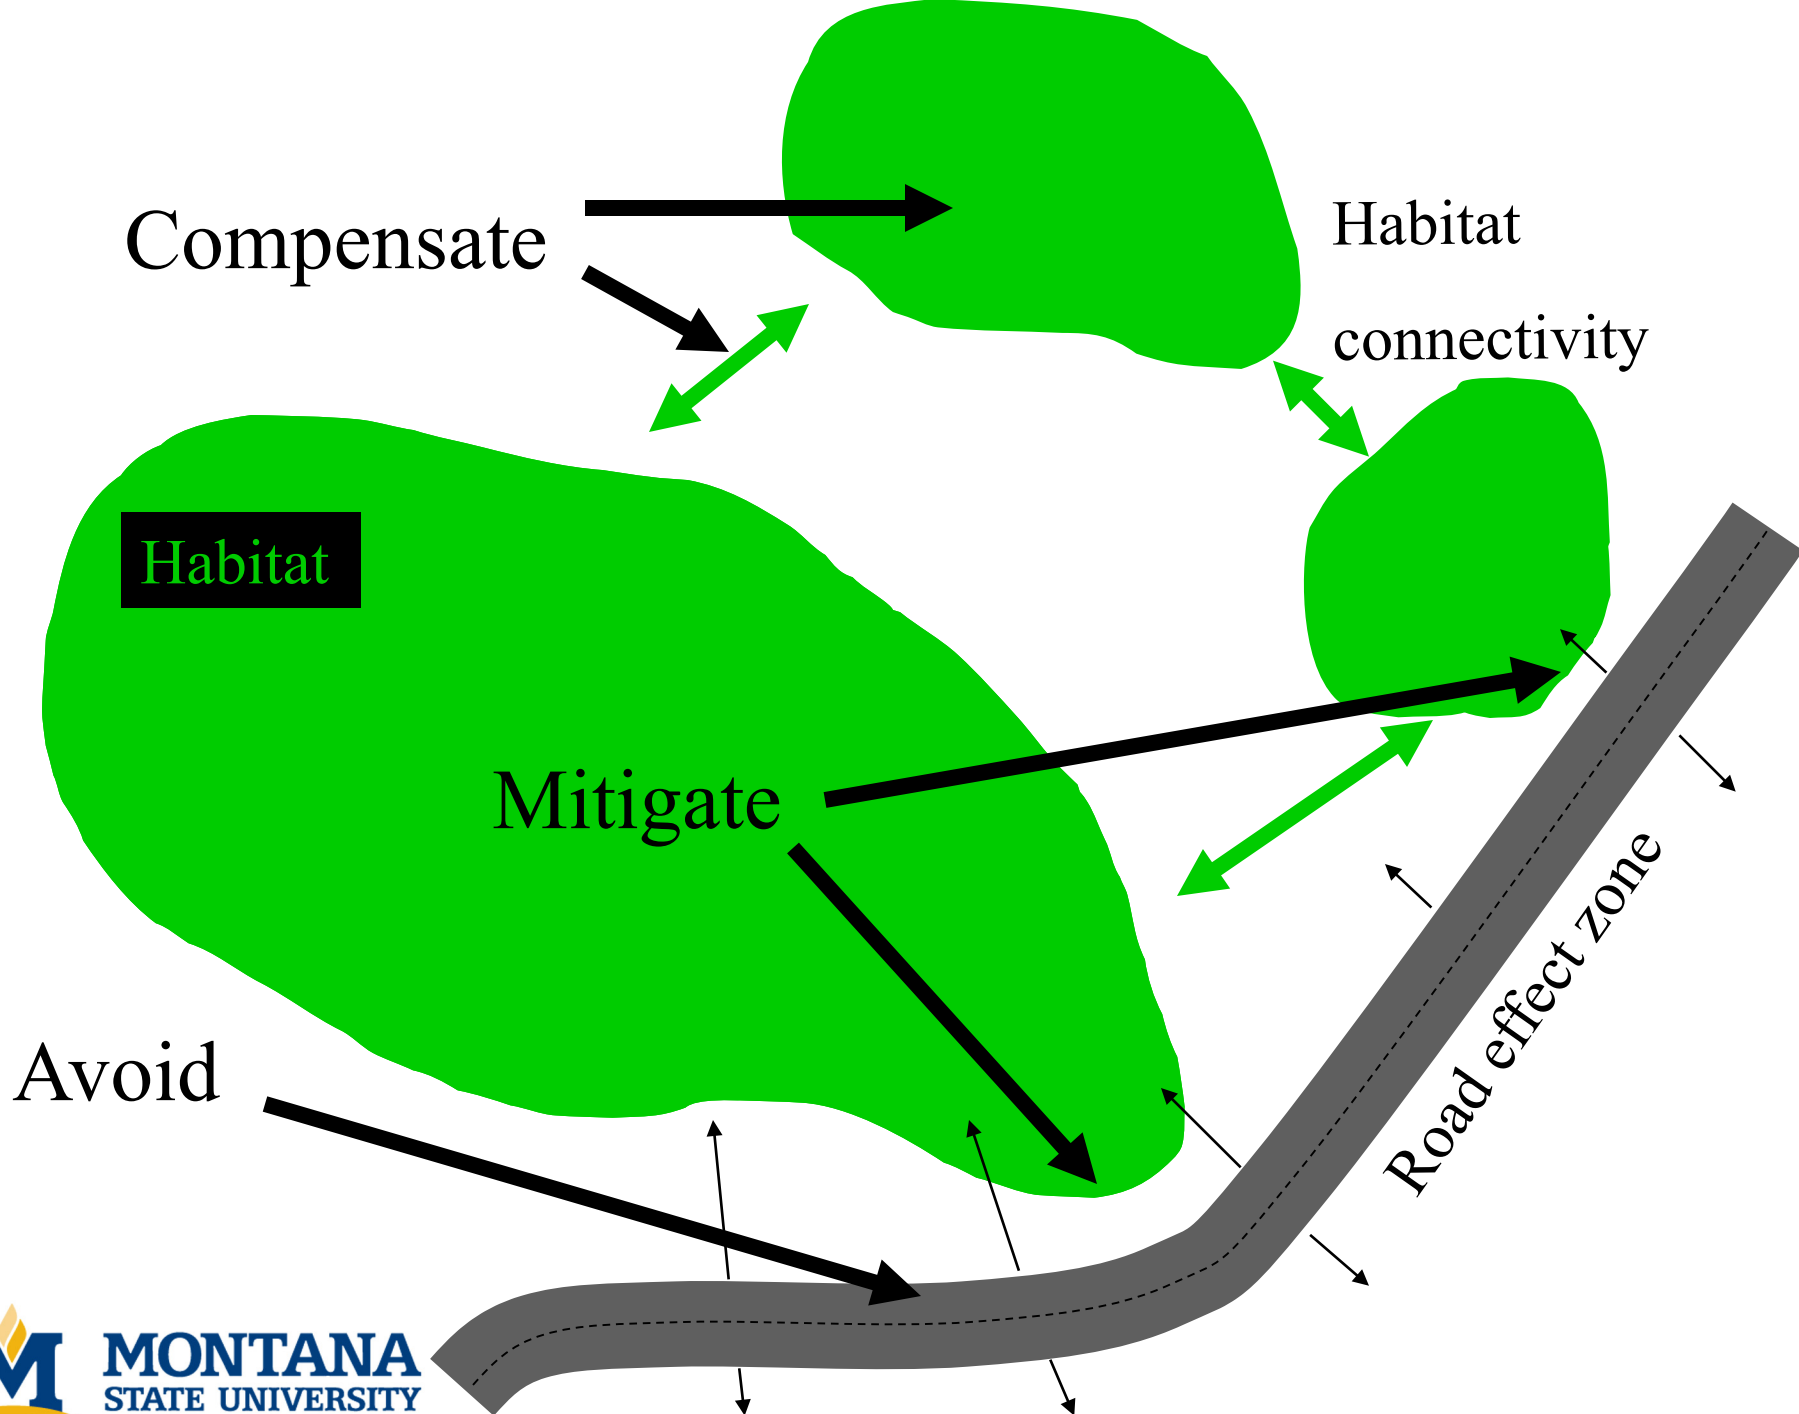 Compensate
Habitat
connectivity
Habitat
Mitigate
Road effect zone
Avoid
MONTANA
STATE UNIVERSITY